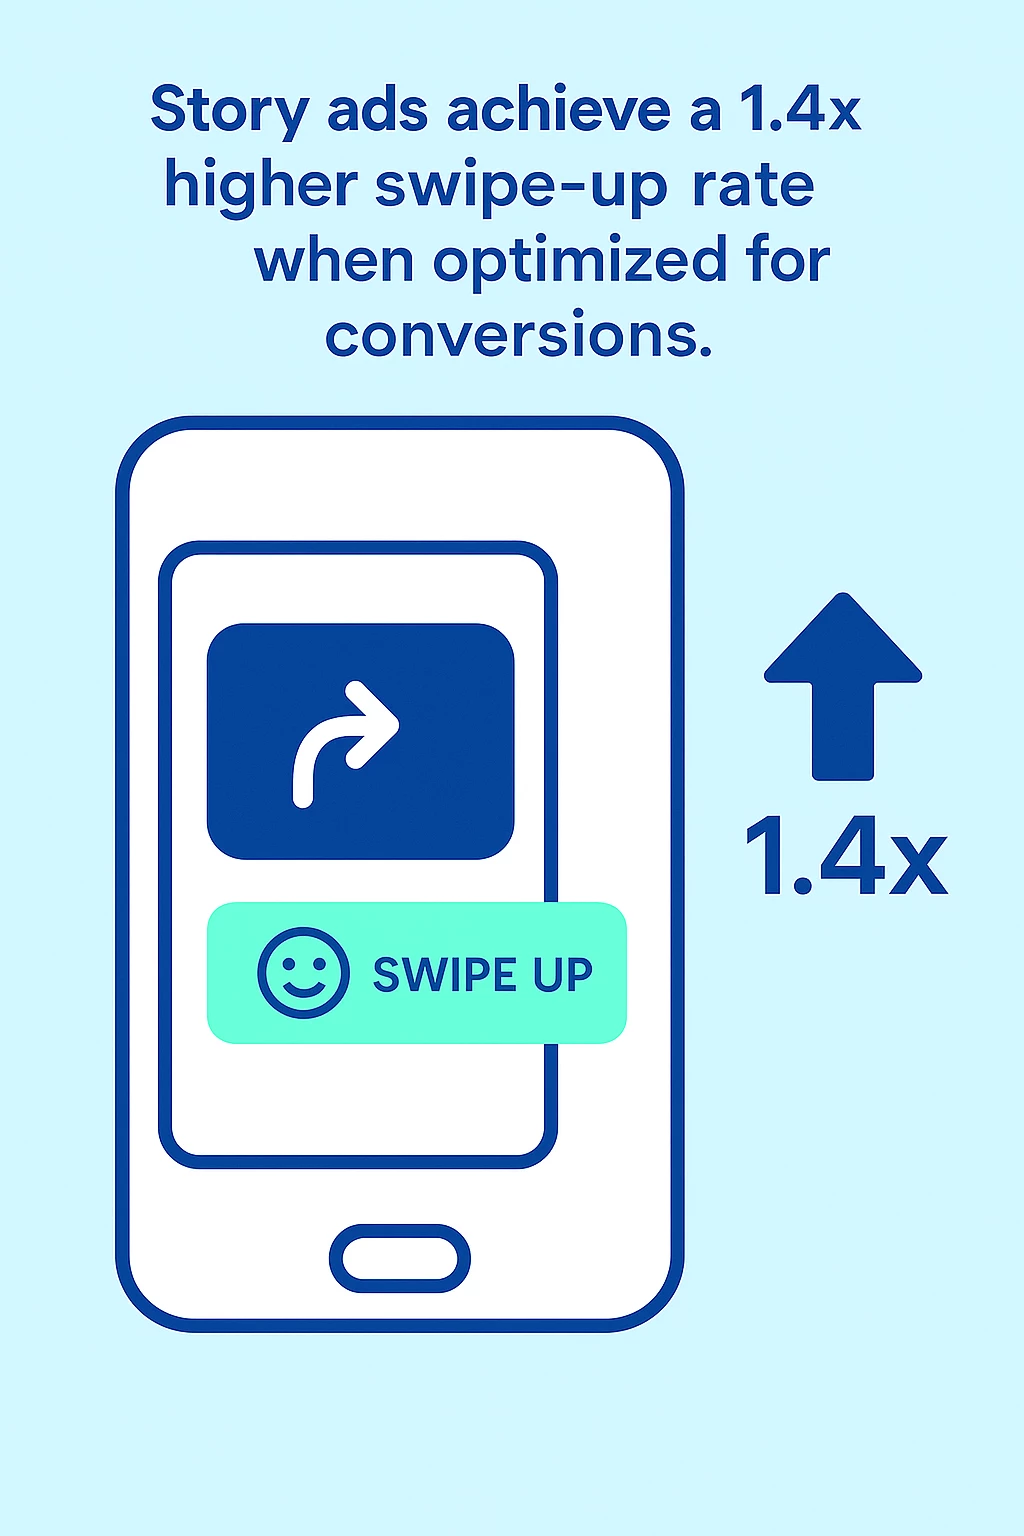 Story ads achieve a 1.4x
higher swipe-up rate
when optimized for
conversions.
1.4x
SWIPE UP